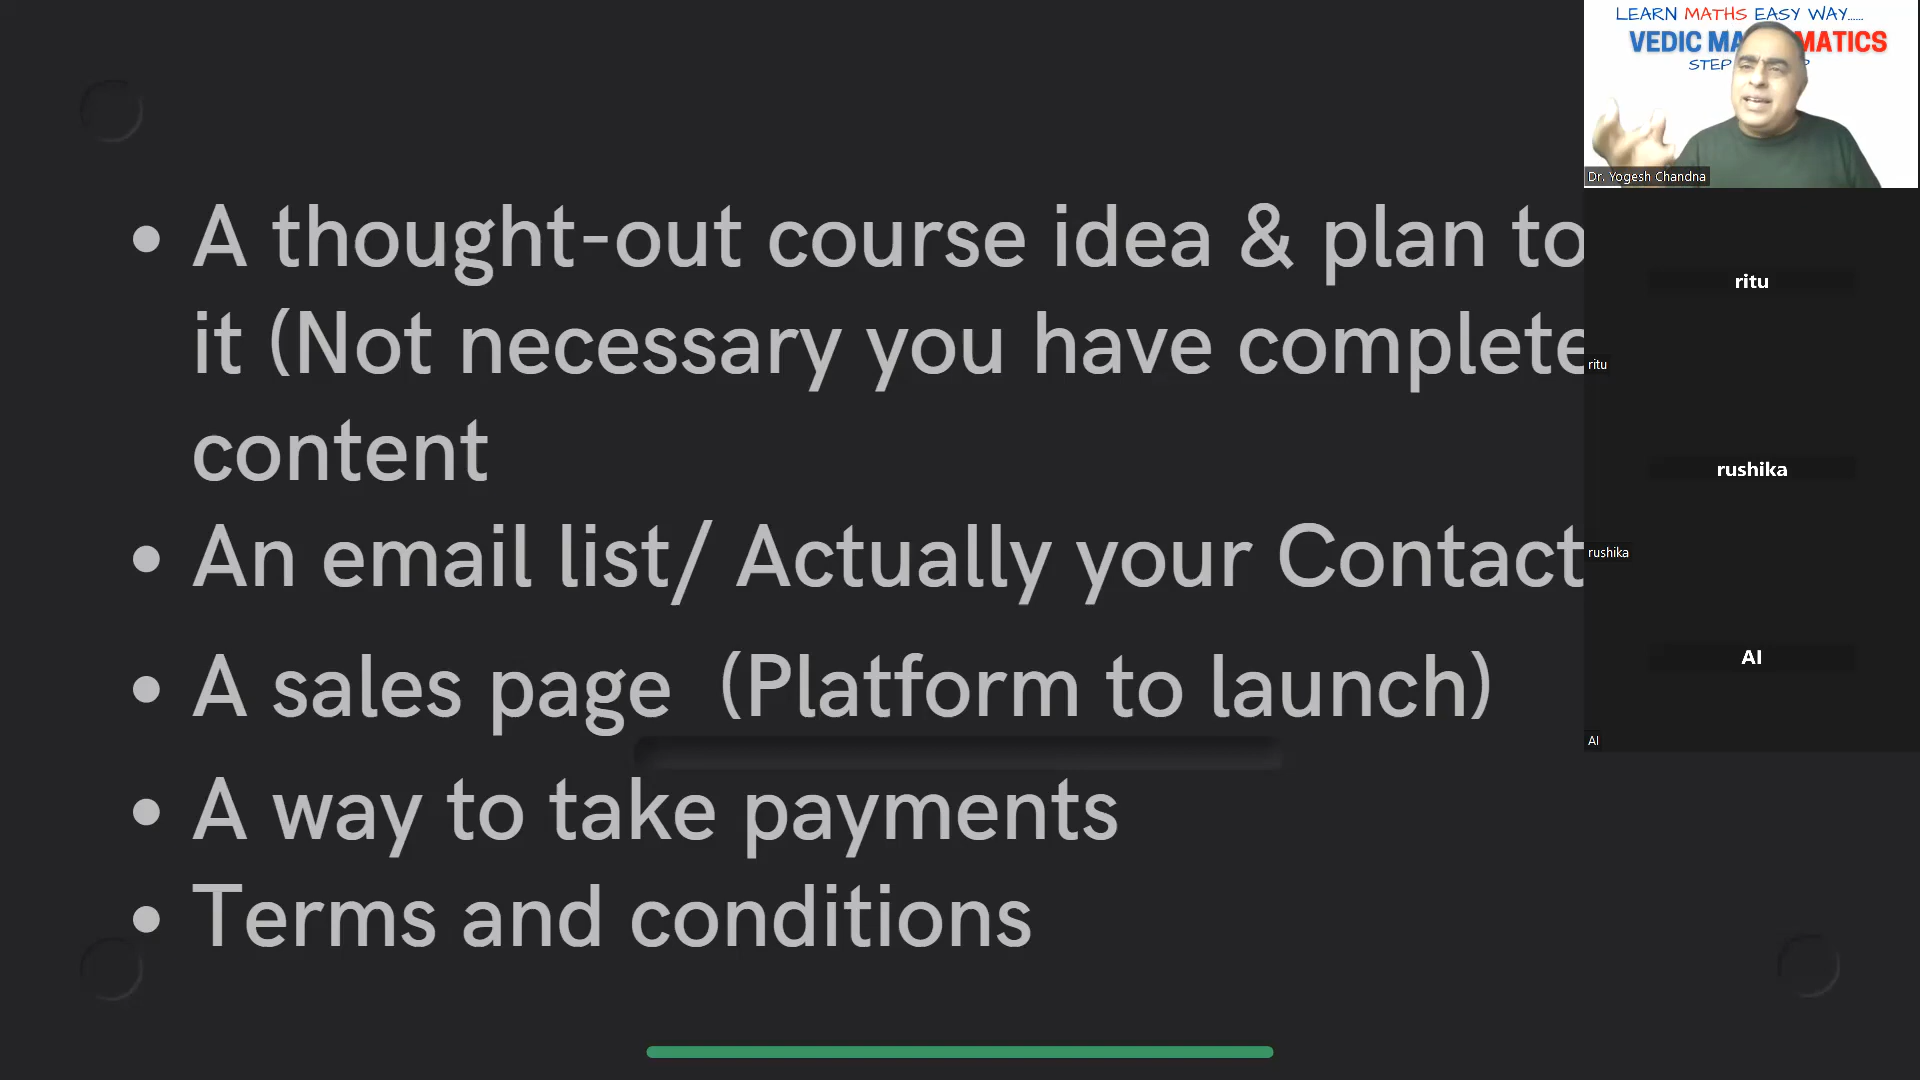 • A thought-out course idea & plan to
it (Not necessary you have complete
content
• An email list/ Actually your Contact
• A sales page (Platform to launch)
• A way to take payments
• Terms and conditions
LEARN MATHS EASY WAY......
VEDIC MA MATICS
STEP P
Dr. Yogesh Chandna
ritu
ritu
rushika
rushika
AI
AI